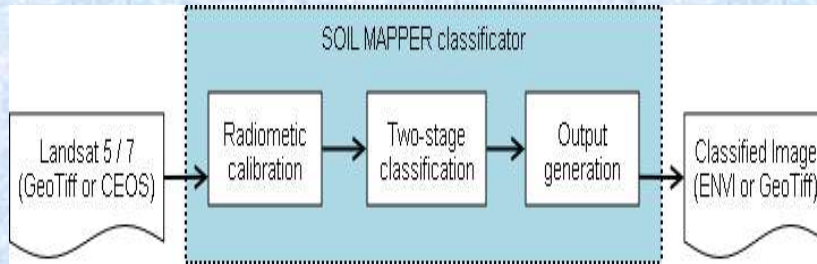 SOIL MAPPER classificator
Landsat 5 / 7
(GeoTiff or CEOS)
Radiometic
calibration
Two-stage
classification
Output
generation
Classified Image
(ENVI or GeoTiff)